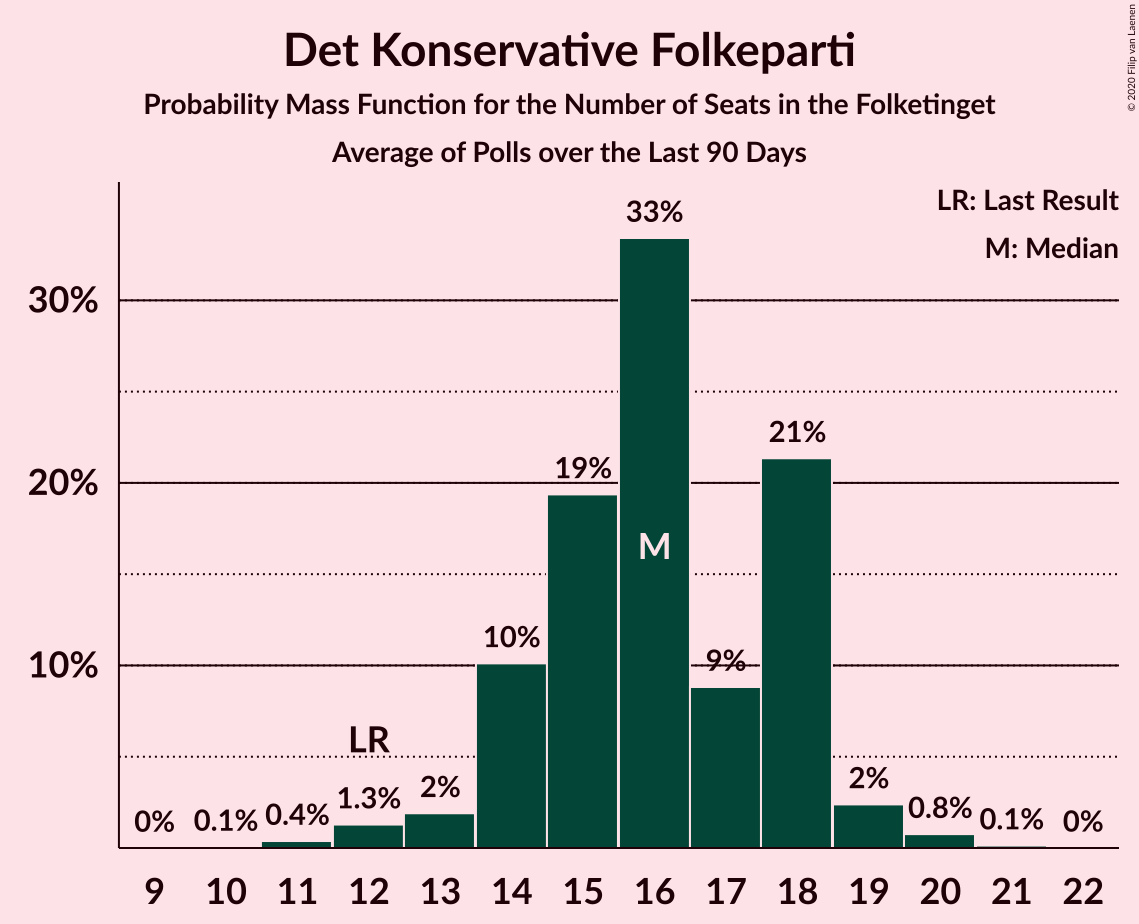 Det Konservative Folkeparti
Probability Mass Function for the Number of Seats in the Folketinget
Average of Polls over the Last 90 Days
© 2020 Filip van Laenen
LR: Last Result
M: Median
30%
20%
10%
0%
0.1%
0.4%
1.3%
LR
2%
10%
19%
33%
M
9%
21%
2%
0.8%
0.1%
0%
9 10 11 12 13 14 15 16 17 18 19 20 21 22